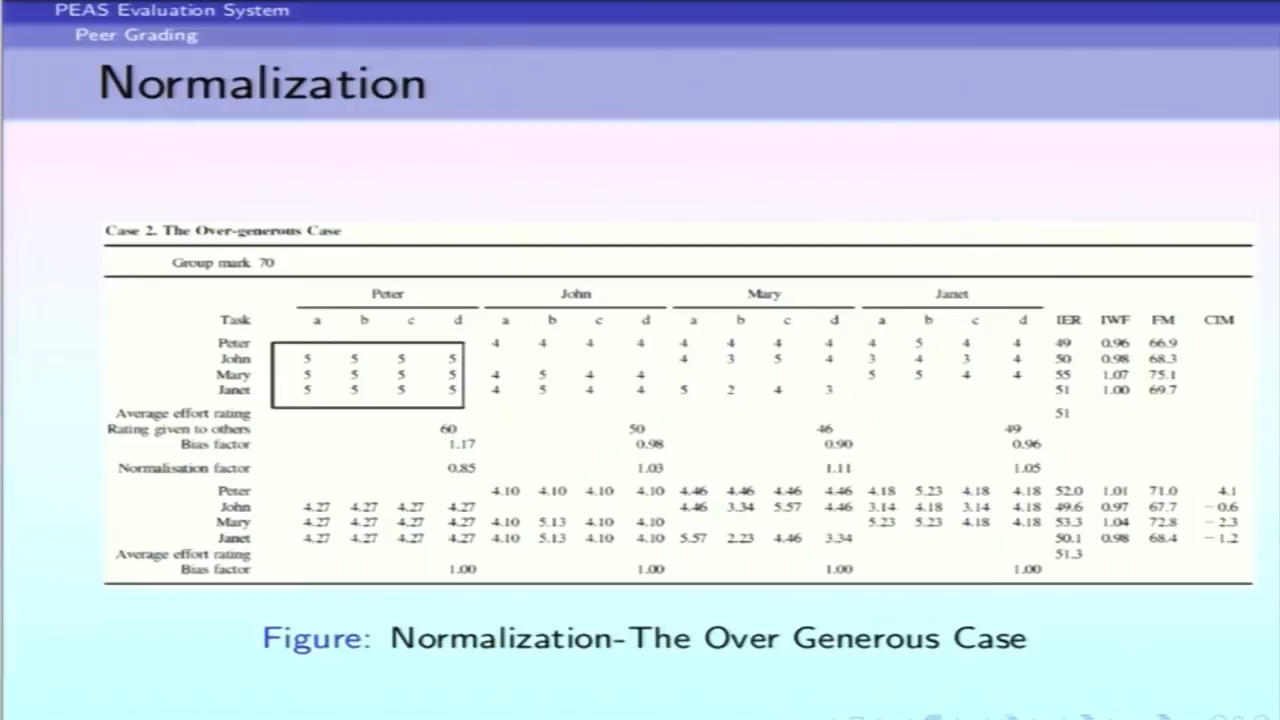 PEAS Evaluation System
Peer Grading
Normalization
Case 2. The Over-generous Case
Group mark 70
Peter John Mary Janet
Task a b c d a b c d a b c d a b c d IER IWF FM CIM
Peter 4 4 4 4 4 4 4 4 4 5 4 4 49 0.96 66.9
John 5 5 5 5 4 3 5 4 3 4 3 4 50 0.98 68.3
Mary 5 5 5 5 4 5 4 4 5 5 4 4 55 1.07 75.1
Janet 5 5 5 5 4 5 4 4 5 2 4 3 51 1.00 69.7
Average effort rating 51
Rating given to others 60 50 46 49
Bias factor 1.17 0.98 0.90 0.96
Normalisation factor 0.85 1.03 1.11 1.05
Peter 4.10 4.10 4.10 4.10 4.46 4.46 4.46 4.46 4.18 5.23 4.18 4.18 52.0 1.01 71.0 4.1
John 4.27 4.27 4.27 4.27 4.46 3.34 5.57 4.46 3.14 4.18 3.14 4.18 49.6 0.97 67.7 −0.6
Mary 4.27 4.27 4.27 4.27 4.10 5.13 4.10 4.10 5.23 5.23 4.18 4.18 53.3 1.04 72.8 −2.3
Janet 4.27 4.27 4.27 4.27 4.10 5.13 4.10 4.10 5.57 2.23 4.46 3.34 50.1 0.98 68.4 −1.2
Average effort rating 51.3
Bias factor 1.00 1.00 1.00 1.00
Figure: Normalization-The Over Generous Case